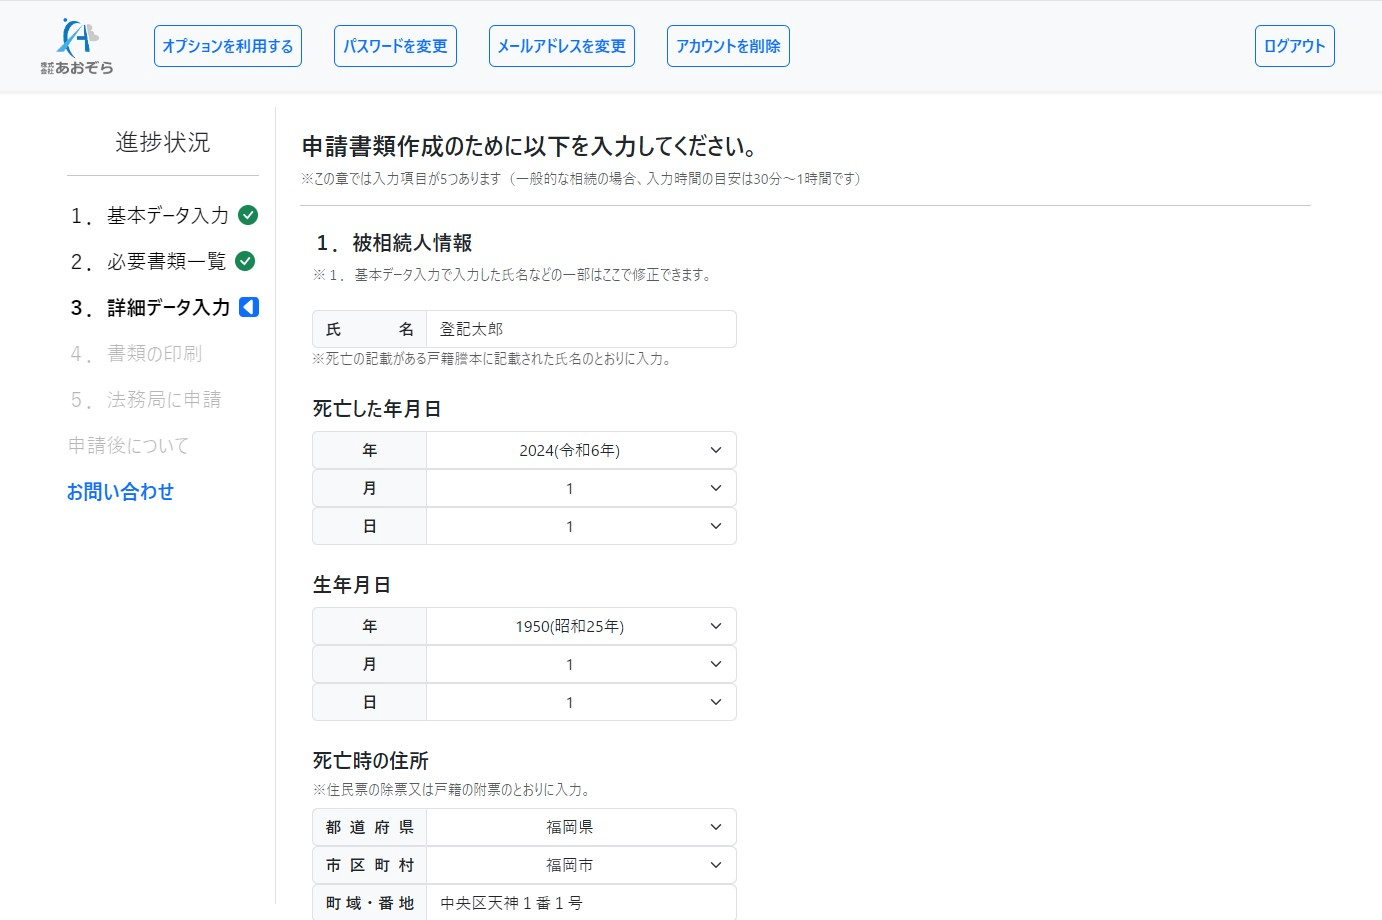 株式会社あおぞら
オプションを利用する
パスワードを変更
メールアドレスを変更
アカウントを削除
ログアウト
進捗状況
１．基本データ入力
２．必要書類一覧
３．詳細データ入力
４．書類の印刷
５．法務局に申請
申請後について
お問い合わせ
申請書類作成のために以下を入力してください。
※この章では入力項目が5つあります（一般的な相続の場合、入力時間の目安は30分～1時間です）
１．被相続人情報
※１．基本データ入力で入力した氏名などの一部はここで修正できます。
氏 名 登記太郎
※死亡の記載がある戸籍謄本に記載された氏名のとおりに入力。
死亡した年月日
年 2024(令和6年)
月 1
日 1
生年月日
年 1950(昭和25年)
月 1
日 1
死亡時の住所
※住民票の除票又は戸籍の附票のとおりに入力。
都道府県 福岡県
市区町村 福岡市
町域・番地 中央区天神１番１号